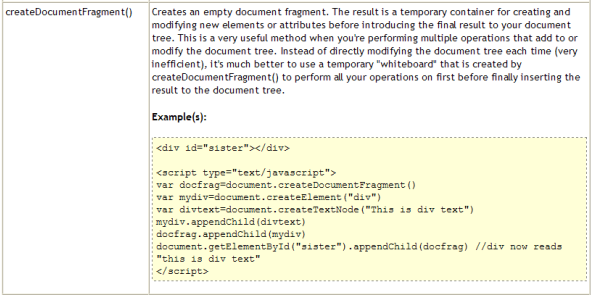 createDocumentFragment()
Creates an empty document fragment. The result is a temporary container for creating and
modifying new elements or attributes before introducing the final result to your document
tree. This is a very useful method when you're performing multiple operations that add to or
modify the document tree. Instead of directly modifying the document tree each time (very
inefficient), it's much better to use a temporary "whiteboard" that is created by
createDocumentFragment() to perform all your operations on first before finally inserting the
result to the document tree.
Example(s):
<div id="sister"></div>
<script type="text/javascript">
var docfrag=document.createDocumentFragment()
var mydiv=document.createElement("div")
var divtext=document.createTextNode("This is div text")
mydiv.appendChild(divtext)
docfrag.appendChild(mydiv)
document.getElementById("sister").appendChild(docfrag) //div now reads
"this is div text"
</script>